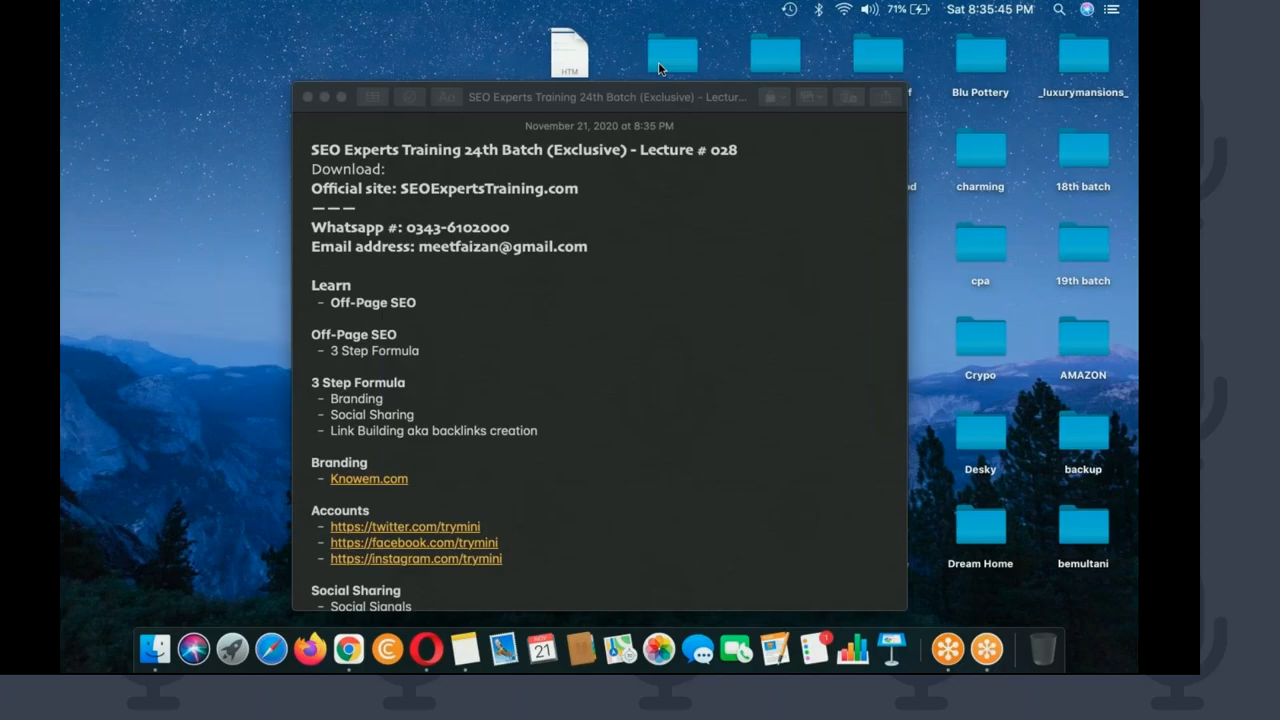 71% Sat 8:35:45 PM
HTM
Blu Pottery
_luxurymansions_
SEO Experts Training 24th Batch (Exclusive) - Lectur...
November 21, 2020 at 8:35 PM
SEO Experts Training 24th Batch (Exclusive) - Lecture # 028
Download:
Official site: SEOExpertsTraining.com
———
Whatsapp #: 0343-6102000
Email address: meetfaizan@gmail.com
Learn
- Off-Page SEO
Off-Page SEO
- 3 Step Formula
3 Step Formula
- Branding
- Social Sharing
- Link Building aka backlinks creation
Branding
- Knowem.com
Accounts
- https://twitter.com/trymini
- https://facebook.com/trymini
- https://instagram.com/trymini
Social Sharing
- Social Signals
charming
18th batch
cpa
19th batch
Crypo
AMAZON
Desky
backup
Dream Home
bemultani
NOV
21
1